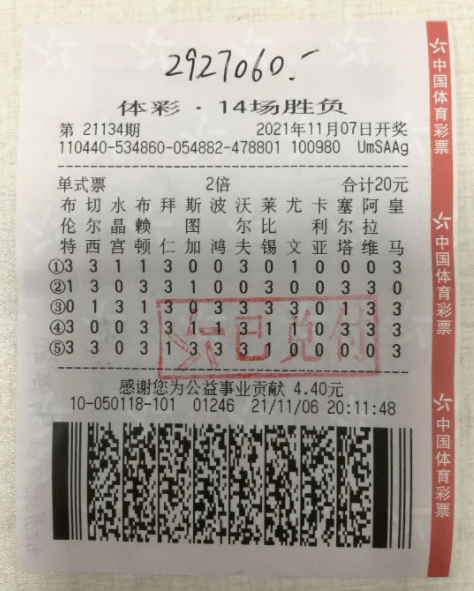 2927060.-
体彩·14场胜负
第 21134期 2021年11月07日开奖
110440-534860-054882-478801 100980 UmSAAg
单式票 2倍 合计20元
布 切 水 布 拜 斯 波 沃 莱 尤 卡 塞 阿 皇
伦 尔 晶 赖 图 尔 比 利 尔 拉
特 西 宫 顿 仁 加 鸿 夫 锡 文 亚 塔 维 马
①3 3 1 1 3 0 0 3 0 1 0 0 0 3
②1 3 0 3 3 1 0 0 3 0 0 3 3 0
③0 1 3 1 3 0 3 3 3 3 1 3 3
④3 0 0 3 3 1 1 3 1 1 0 3 0 3
⑤3 3 0 3 1 3 3 3 1 0 0 0 3
已兑付
感谢您为公益事业贡献 4.40元
10-050118-101 01246 21/11/06 20:11:48
中国体育彩票
中国体育彩票
中国体育彩票